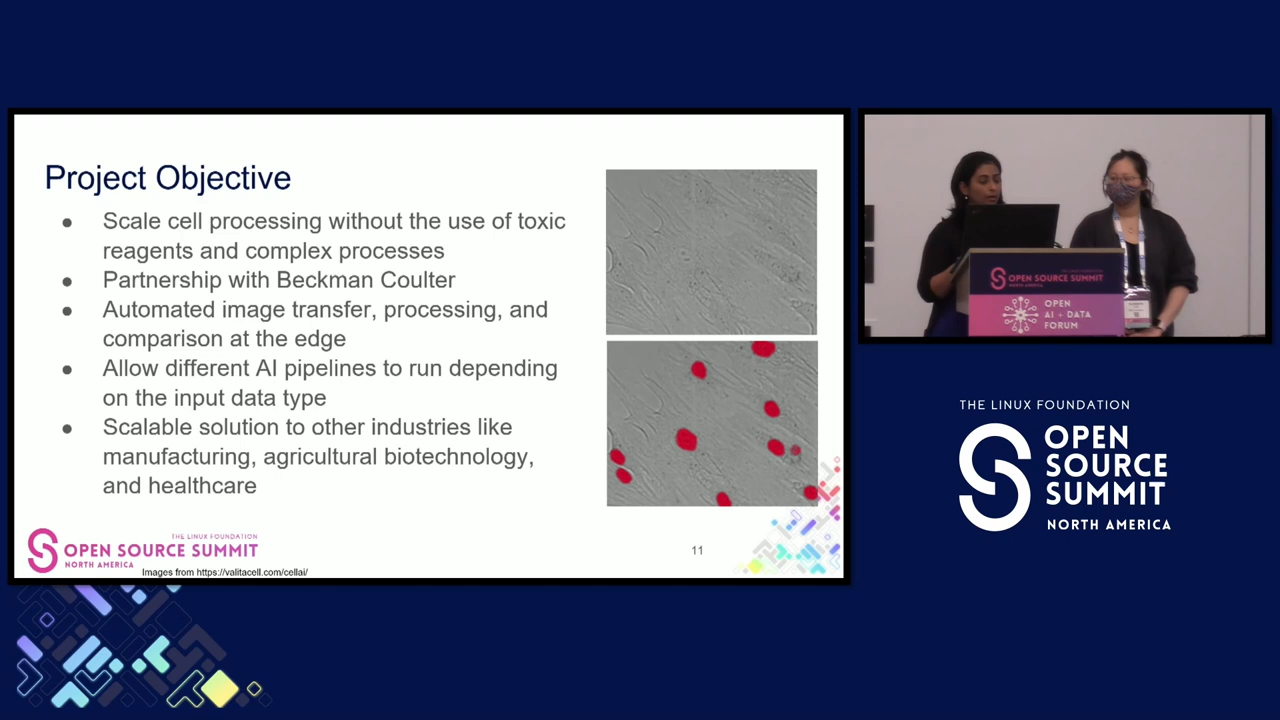 Project Objective
● Scale cell processing without the use of toxic
reagents and complex processes
● Partnership with Beckman Coulter
● Automated image transfer, processing, and
comparison at the edge
● Allow different AI pipelines to run depending
on the input data type
● Scalable solution to other industries like
manufacturing, agricultural biotechnology,
and healthcare
THE LINUX FOUNDATION
OPEN SOURCE SUMMIT
NORTH AMERICA
Images from https://valitacell.com/cellai/
11
OPEN SOURCE SUMMIT
NORTH AMERICA
OPEN
AI + DATA
FORUM
THE LINUX FOUNDATION
OPEN
SOURCE
SUMMIT
NORTH AMERICA